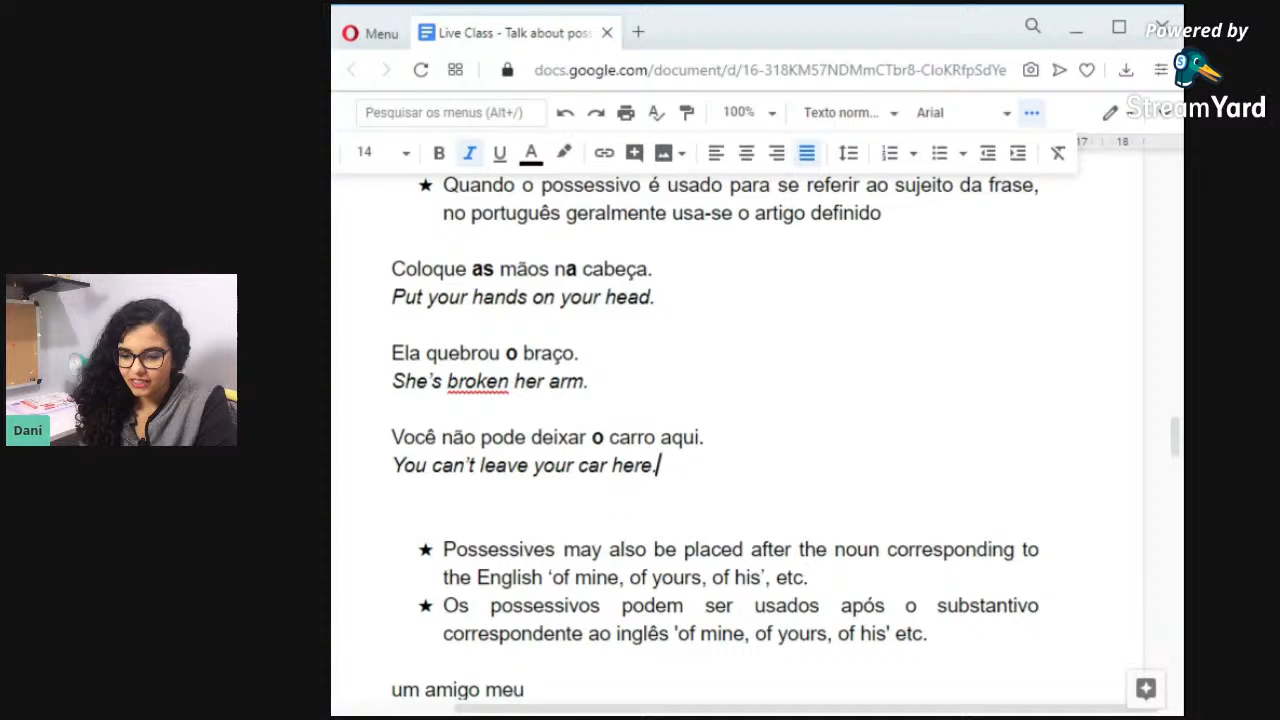 Powered by
StreamYard
Menu
Live Class - Talk about pos
docs.google.com/document/d/16-318KM57NDMmCTbr8-CIoKRfpSdYe
Pesquisar os menus (Alt+/)
100%
Texto norm...
Arial
14
B
I
U
A
17
18
★ Quando o possessivo é usado para se referir ao sujeito da frase,
no português geralmente usa-se o artigo definido
Coloque as mãos na cabeça.
Put your hands on your head.
Ela quebrou o braço.
She's broken her arm.
Você não pode deixar o carro aqui.
You can't leave your car here.
★ Possessives may also be placed after the noun corresponding to
the English ‘of mine, of yours, of his’, etc.
★ Os possessivos podem ser usados após o substantivo
correspondente ao inglês 'of mine, of yours, of his' etc.
um amigo meu
Dani